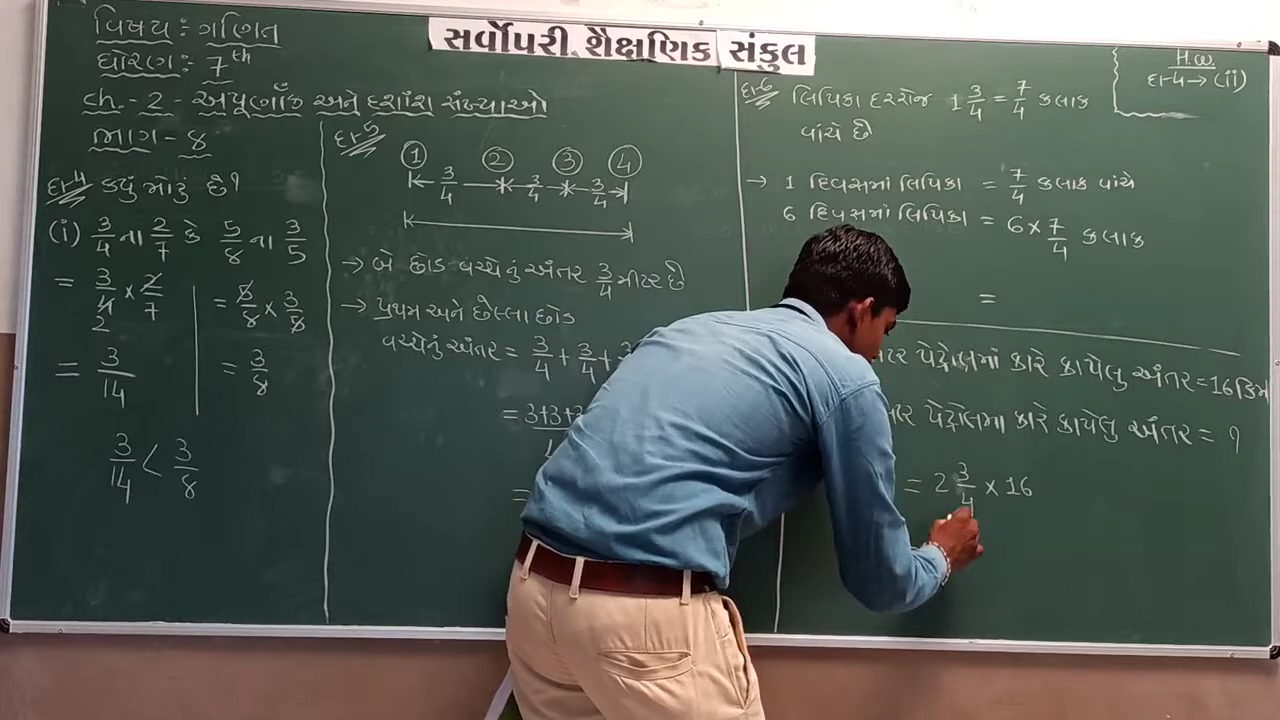 સર્વોપરી શૈક્ષણિક સંકુલ
વિષય : ગણિત
ધોરણ : 7th
ch. - 2 - અપૂર્ણાંક અને દશાંશ સંખ્યાઓ
ભાગ - 8
દા-4 કયું મોટું છે?
(i) 3/4 ના 2/7 કે 5/8 ના 3/5
= 3/4 × 2/7 = 5/8 × 3/5
2
= 3/14 = 3/8
3/14 < 3/8
દા-5
1 2 3 4
3/4 3/4 3/4
→ બે છોડ વચ્ચેનું અંતર 3/4 મીટર છે
→ પ્રથમ અને છેલ્લા છોડ
વચ્ચેનું અંતર = 3/4 + 3/4 +
= 3+3+
=
દા-6 લિપિકા દરરોજ 1 3/4 = 7/4 કલાક
વાંચે છે
→ 1 દિવસમાં લિપિકા = 7/4 કલાક વાંચે
6 દિવસમાં લિપિકા = 6 × 7/4 કલાક
=
પેટ્રોલમાં કારે કાપેલુ અંતર = 16 કિમ
પેટ્રોલમા કારે કાપેલુ અંતર = ?
= 2 3/4 × 16
H.W
દા-4 → (ii)